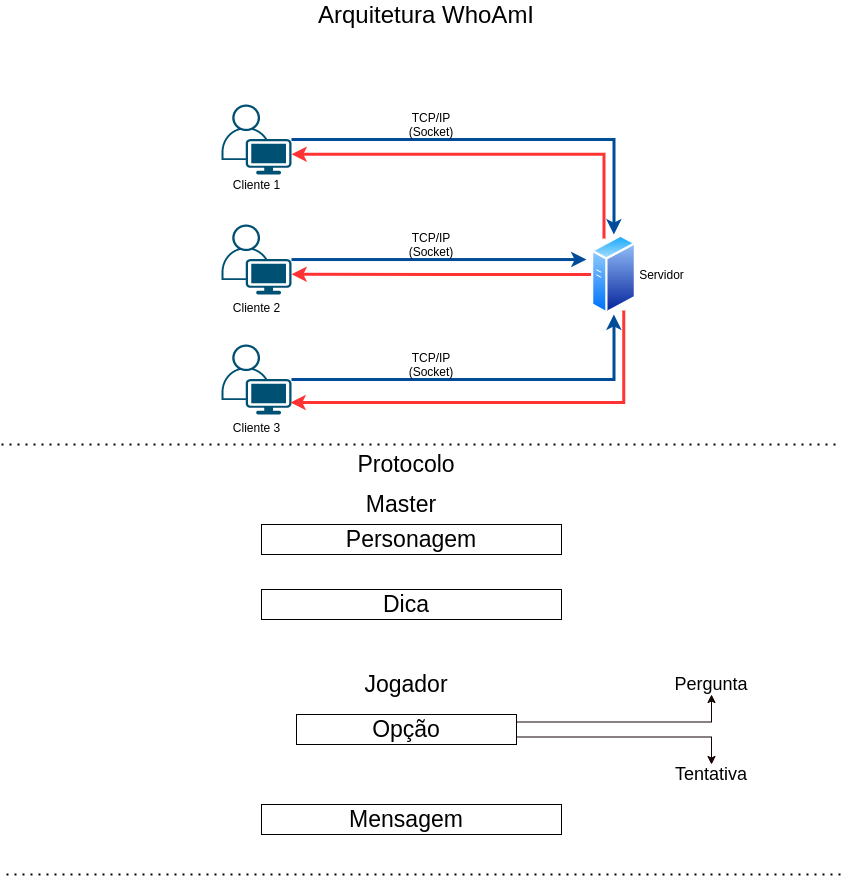 Arquitetura WhoAmI
TCP/IP
(Socket)
Cliente 1
TCP/IP
(Socket)
Servidor
Cliente 2
TCP/IP
(Socket)
Cliente 3
Protocolo
Master
Personagem
Dica
Jogador
Pergunta
Opção
Tentativa
Mensagem